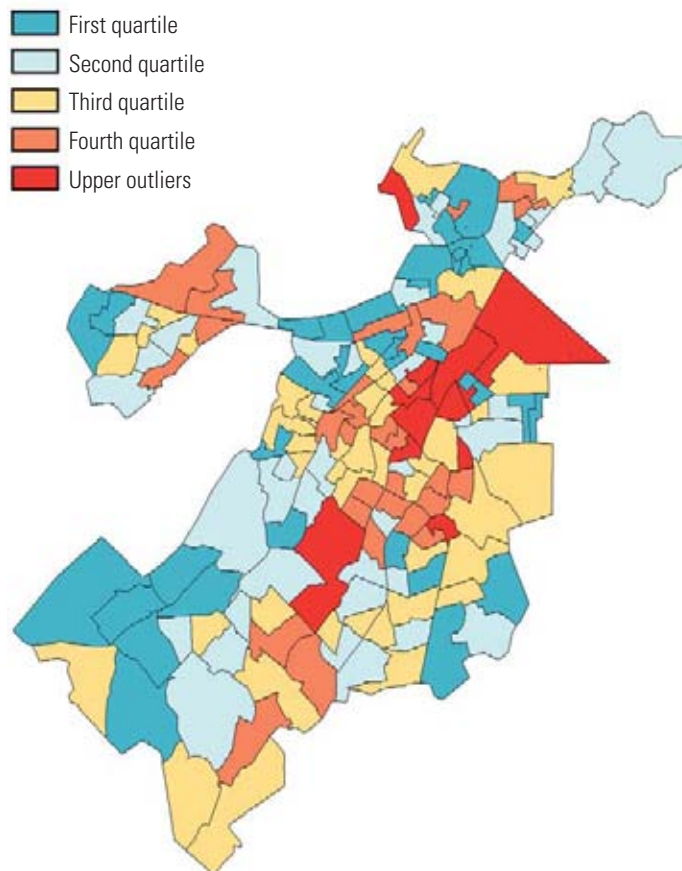 First quartile
Second quartile
Third quartile
Fourth quartile
Upper outliers